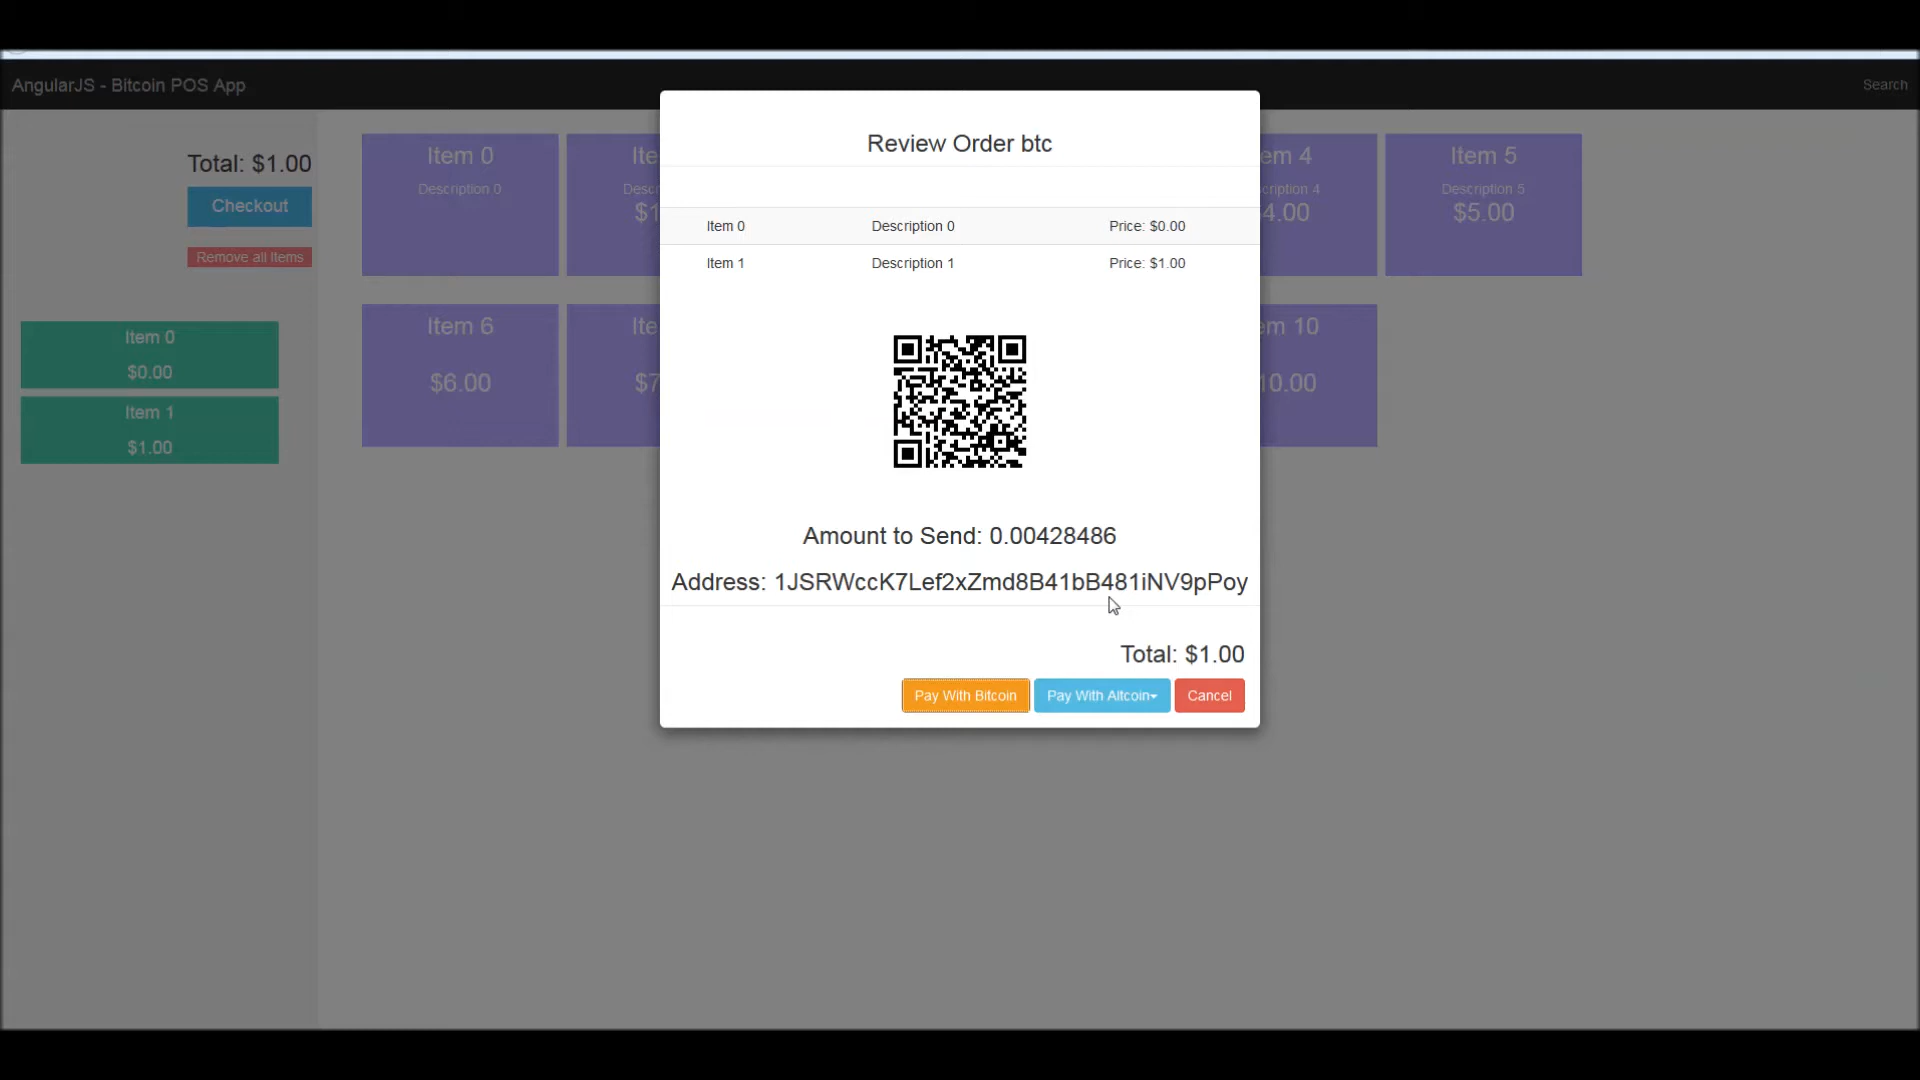 AngularJS - Bitcoin POS App
Search
Total: $1.00
Checkout
Remove all Items
Item 0
$0.00
Item 1
$1.00
Item 0
Description 0
Item 5
Description 5
$5.00
Item 6
$6.00
Review Order btc
Item 0 Description 0 Price: $0.00
Item 1 Description 1 Price: $1.00
Amount to Send: 0.00428486
Address: 1JSRWccK7Lef2xZmd8B41bB481iNV9pPoy
Total: $1.00
Pay With Bitcoin
Pay With Altcoin
Cancel